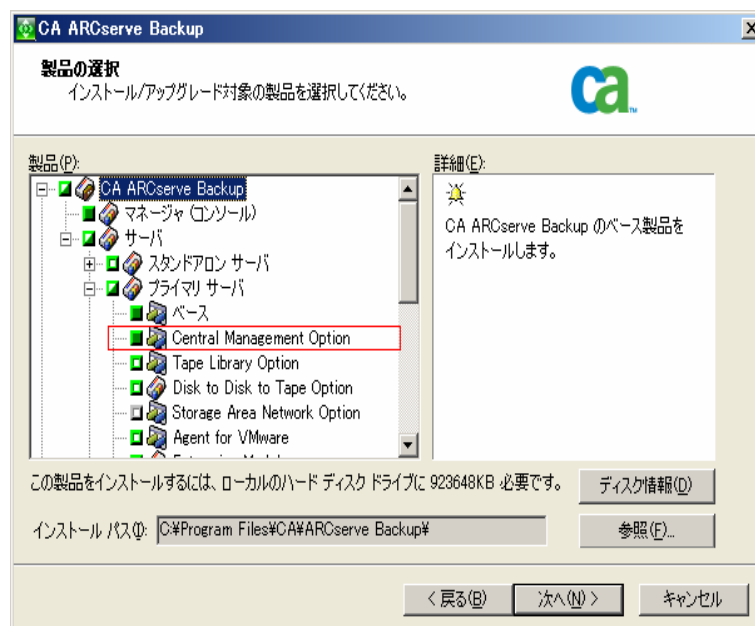 CA ARCserve Backup
製品の選択
インストール/アップグレード対象の製品を選択してください。
ca
製品(P):
CA ARCserve Backup
マネージャ (コンソール)
サーバ
スタンドアロン サーバ
プライマリ サーバ
ベース
Central Management Option
Tape Library Option
Disk to Disk to Tape Option
Storage Area Network Option
Agent for VMware
詳細(E):
CA ARCserve Backup のベース製品を
インストールします。
この製品をインストールするには、ローカルのハード ディスク ドライブに 923648KB 必要です。
ディスク情報(D)
インストール パス(I):
C:¥Program Files¥CA¥ARCserve Backup¥
参照(F)...
< 戻る(B)
次へ(N) >
キャンセル